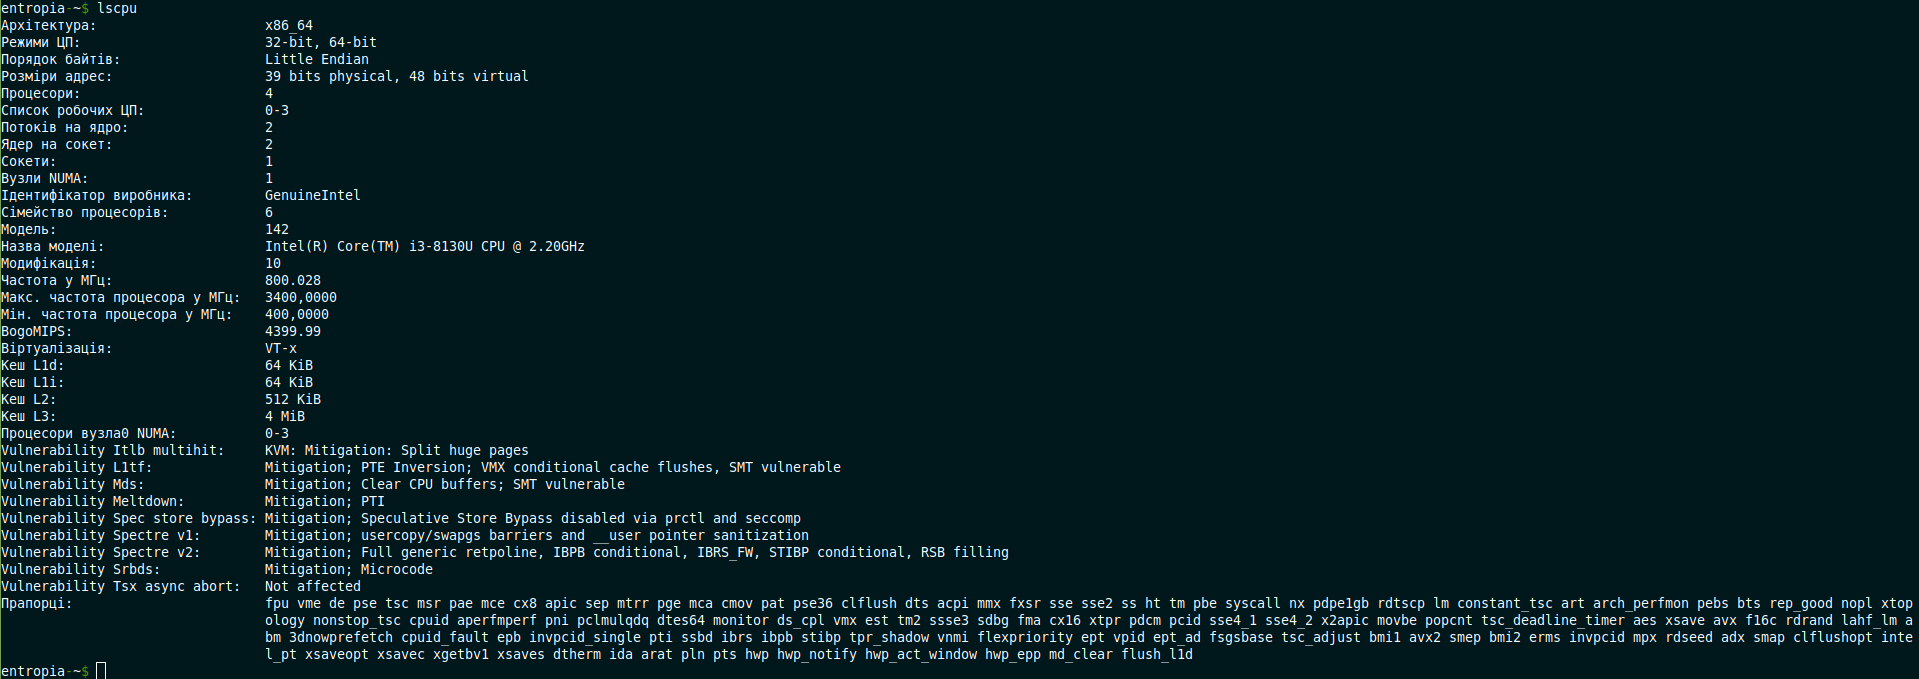 entropia-~$ lscpu
Архітектура: x86_64
Режими ЦП: 32-bit, 64-bit
Порядок байтів: Little Endian
Розміри адрес: 39 bits physical, 48 bits virtual
Процесори: 4
Список робочих ЦП: 0-3
Потоків на ядро: 2
Ядер на сокет: 2
Сокети: 1
Вузли NUMA: 1
Ідентифікатор виробника: GenuineIntel
Сімейство процесорів: 6
Модель: 142
Назва моделі: Intel(R) Core(TM) i3-8130U CPU @ 2.20GHz
Модифікація: 10
Частота у МГц: 800.028
Макс. частота процесора у МГц: 3400,0000
Мін. частота процесора у МГц: 400,0000
BogoMIPS: 4399.99
Віртуалізація: VT-x
Кеш L1d: 64 KiB
Кеш L1i: 64 KiB
Кеш L2: 512 KiB
Кеш L3: 4 MiB
Процесори вузла0 NUMA: 0-3
Vulnerability Itlb multihit: KVM: Mitigation: Split huge pages
Vulnerability L1tf: Mitigation; PTE Inversion; VMX conditional cache flushes, SMT vulnerable
Vulnerability Mds: Mitigation; Clear CPU buffers; SMT vulnerable
Vulnerability Meltdown: Mitigation; PTI
Vulnerability Spec store bypass: Mitigation; Speculative Store Bypass disabled via prctl and seccomp
Vulnerability Spectre v1: Mitigation; usercopy/swapgs barriers and __user pointer sanitization
Vulnerability Spectre v2: Mitigation; Full generic retpoline, IBPB conditional, IBRS_FW, STIBP conditional, RSB filling
Vulnerability Srbds: Mitigation; Microcode
Vulnerability Tsx async abort: Not affected
Прапорці: fpu vme de pse tsc msr pae mce cx8 apic sep mtrr pge mca cmov pat pse36 clflush dts acpi mmx fxsr sse sse2 ss ht tm pbe syscall nx pdpe1gb rdtscp lm constant_tsc art arch_perfmon pebs bts rep_good nopl xtop
ology nonstop_tsc cpuid aperfmperf pni pclmulqdq dtes64 monitor ds_cpl vmx est tm2 ssse3 sdbg fma cx16 xtpr pdcm pcid sse4_1 sse4_2 x2apic movbe popcnt tsc_deadline_timer aes xsave avx f16c rdrand lahf_lm a
bm 3dnowprefetch cpuid_fault epb invpcid_single pti ssbd ibrs ibpb stibp tpr_shadow vnmi flexpriority ept vpid ept_ad fsgsbase tsc_adjust bmi1 avx2 smep bmi2 erms invpcid mpx rdseed adx smap clflushopt inte
l_pt xsaveopt xsavec xgetbv1 xsaves dtherm ida arat pln pts hwp hwp_notify hwp_act_window hwp_epp md_clear flush_l1d
entropia-~$